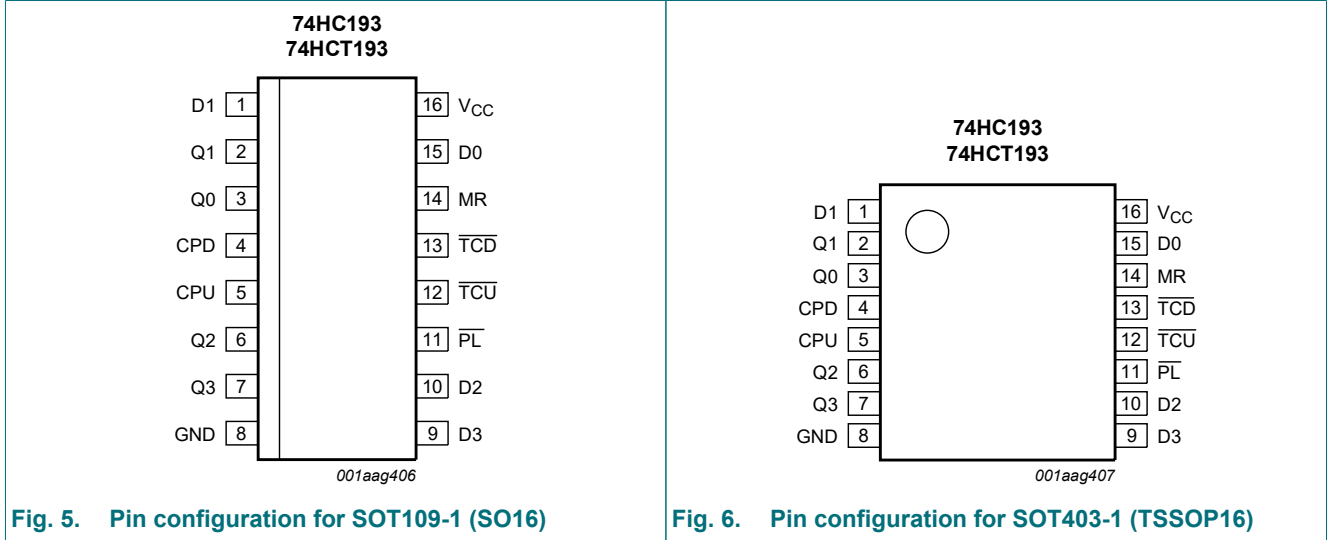 74HC193
74HCT193
D1 1 16 VCC
Q1 2 15 D0
Q0 3 14 MR
CPD 4 13 TCD
CPU 5 12 TCU
Q2 6 11 PL
Q3 7 10 D2
GND 8 9 D3
001aag406
Fig. 5. Pin configuration for SOT109-1 (SO16)
74HC193
74HCT193
D1 1 16 VCC
Q1 2 15 D0
Q0 3 14 MR
CPD 4 13 TCD
CPU 5 12 TCU
Q2 6 11 PL
Q3 7 10 D2
GND 8 9 D3
001aag407
Fig. 6. Pin configuration for SOT403-1 (TSSOP16)